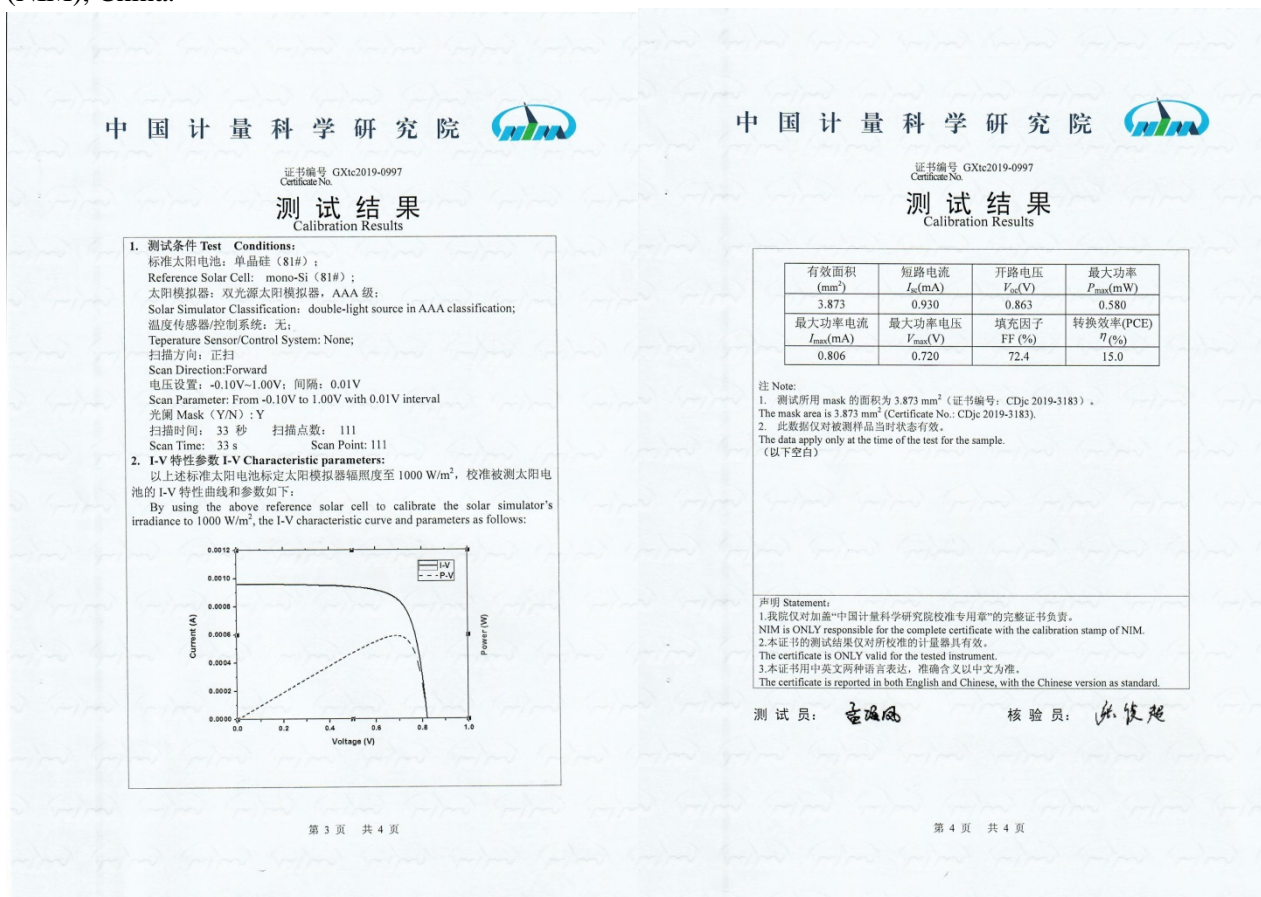 (NIM), China.
中国计量科学研究院
证书编号 GXtc2019-0997
Certificate No.
测试结果
Calibration Results
1. 测试条件 Test Conditions:
标准太阳电池：单晶硅（81#）；
Reference Solar Cell: mono-Si（81#）;
太阳模拟器：双光源太阳模拟器，AAA 级；
Solar Simulator Classification: double-light source in AAA classification;
温度传感器/控制系统：无；
Teperature Sensor/Control System: None;
扫描方向：正扫
Scan Direction:Forward
电压设置：-0.10V~1.00V；间隔：0.01V
Scan Parameter: From -0.10V to 1.00V with 0.01V interval
光阑 Mask（Y/N）: Y
扫描时间： 33 秒 扫描点数： 111
Scan Time: 33 s Scan Point: 111
2. I-V 特性参数 I-V Characteristic parameters:
以上述标准太阳电池标定太阳模拟器辐照度至 1000 W/m²，校准被测太阳电
池的 I-V 特性曲线和参数如下：
By using the above reference solar cell to calibrate the solar simulator's
irradiance to 1000 W/m², the I-V characteristic curve and parameters as follows:
0.0012
0.0010
0.0008
0.0006
0.0004
0.0002
0.0000
Current (A)
I-V
P-V
Power (W)
0.0 0.2 0.4 0.6 0.8 1.0
Voltage (V)
第 3 页 共 4 页
中国计量科学研究院
证书编号 GXtc2019-0997
Certificate No.
测试结果
Calibration Results
有效面积 短路电流 开路电压 最大功率
(mm²) Isc(mA) Voc(V) Pmax(mW)
3.873 0.930 0.863 0.580
最大功率电流 最大功率电压 填充因子 转换效率(PCE)
Imax(mA) Vmax(V) FF (%) η(%)
0.806 0.720 72.4 15.0
注 Note:
1. 测试所用 mask 的面积为 3.873 mm²（证书编号：CDjc 2019-3183）。
The mask area is 3.873 mm² (Certificate No.: CDjc 2019-3183).
2. 此数据仅对被测样品当时状态有效。
The data apply only at the time of the test for the sample.
（以下空白）
声明 Statement:
1.我院仅对加盖“中国计量科学研究院校准专用章”的完整证书负责。
NIM is ONLY responsible for the complete certificate with the calibration stamp of NIM.
2.本证书的测试结果仅对所校准的计量器具有效。
The certificate is ONLY valid for the tested instrument.
3.本证书用中英文两种语言表达，准确含义以中文为准。
The certificate is reported in both English and Chinese, with the Chinese version as standard.
测 试 员： 核 验 员：
第 4 页 共 4 页